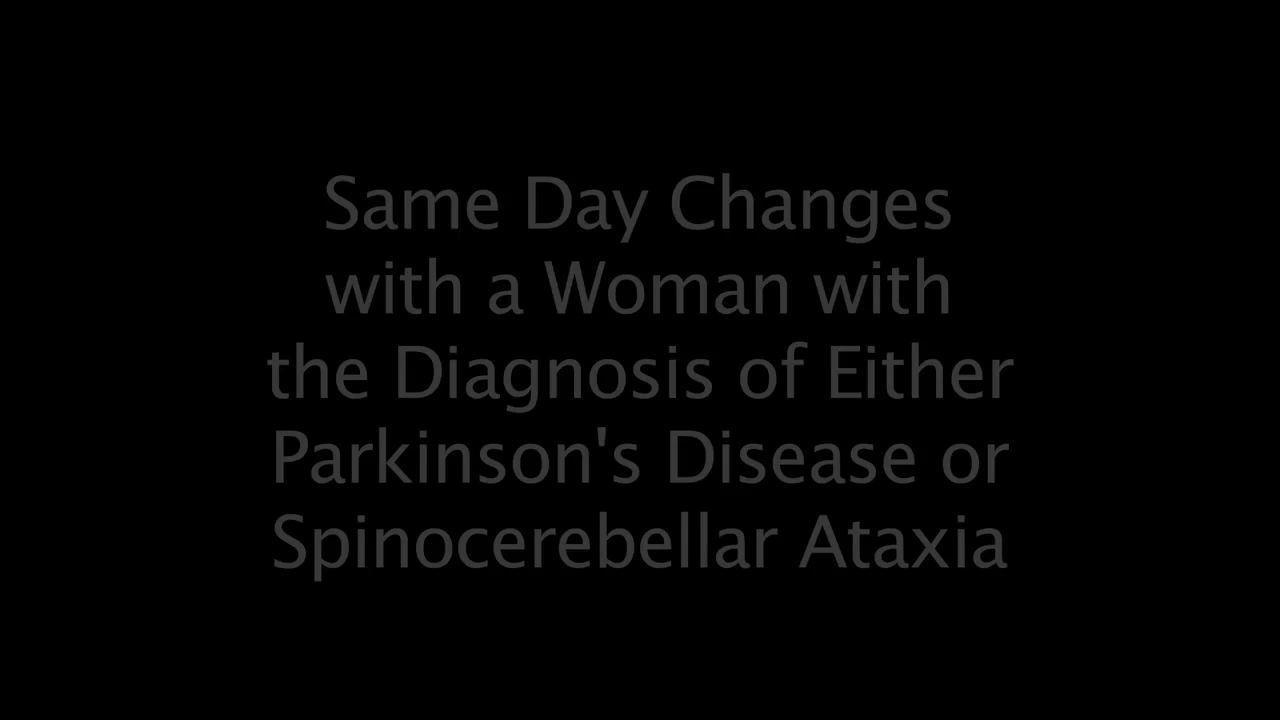 Same Day Changes
with a Woman with
the Diagnosis of Either
Parkinson's Disease or
Spinocerebellar Ataxia